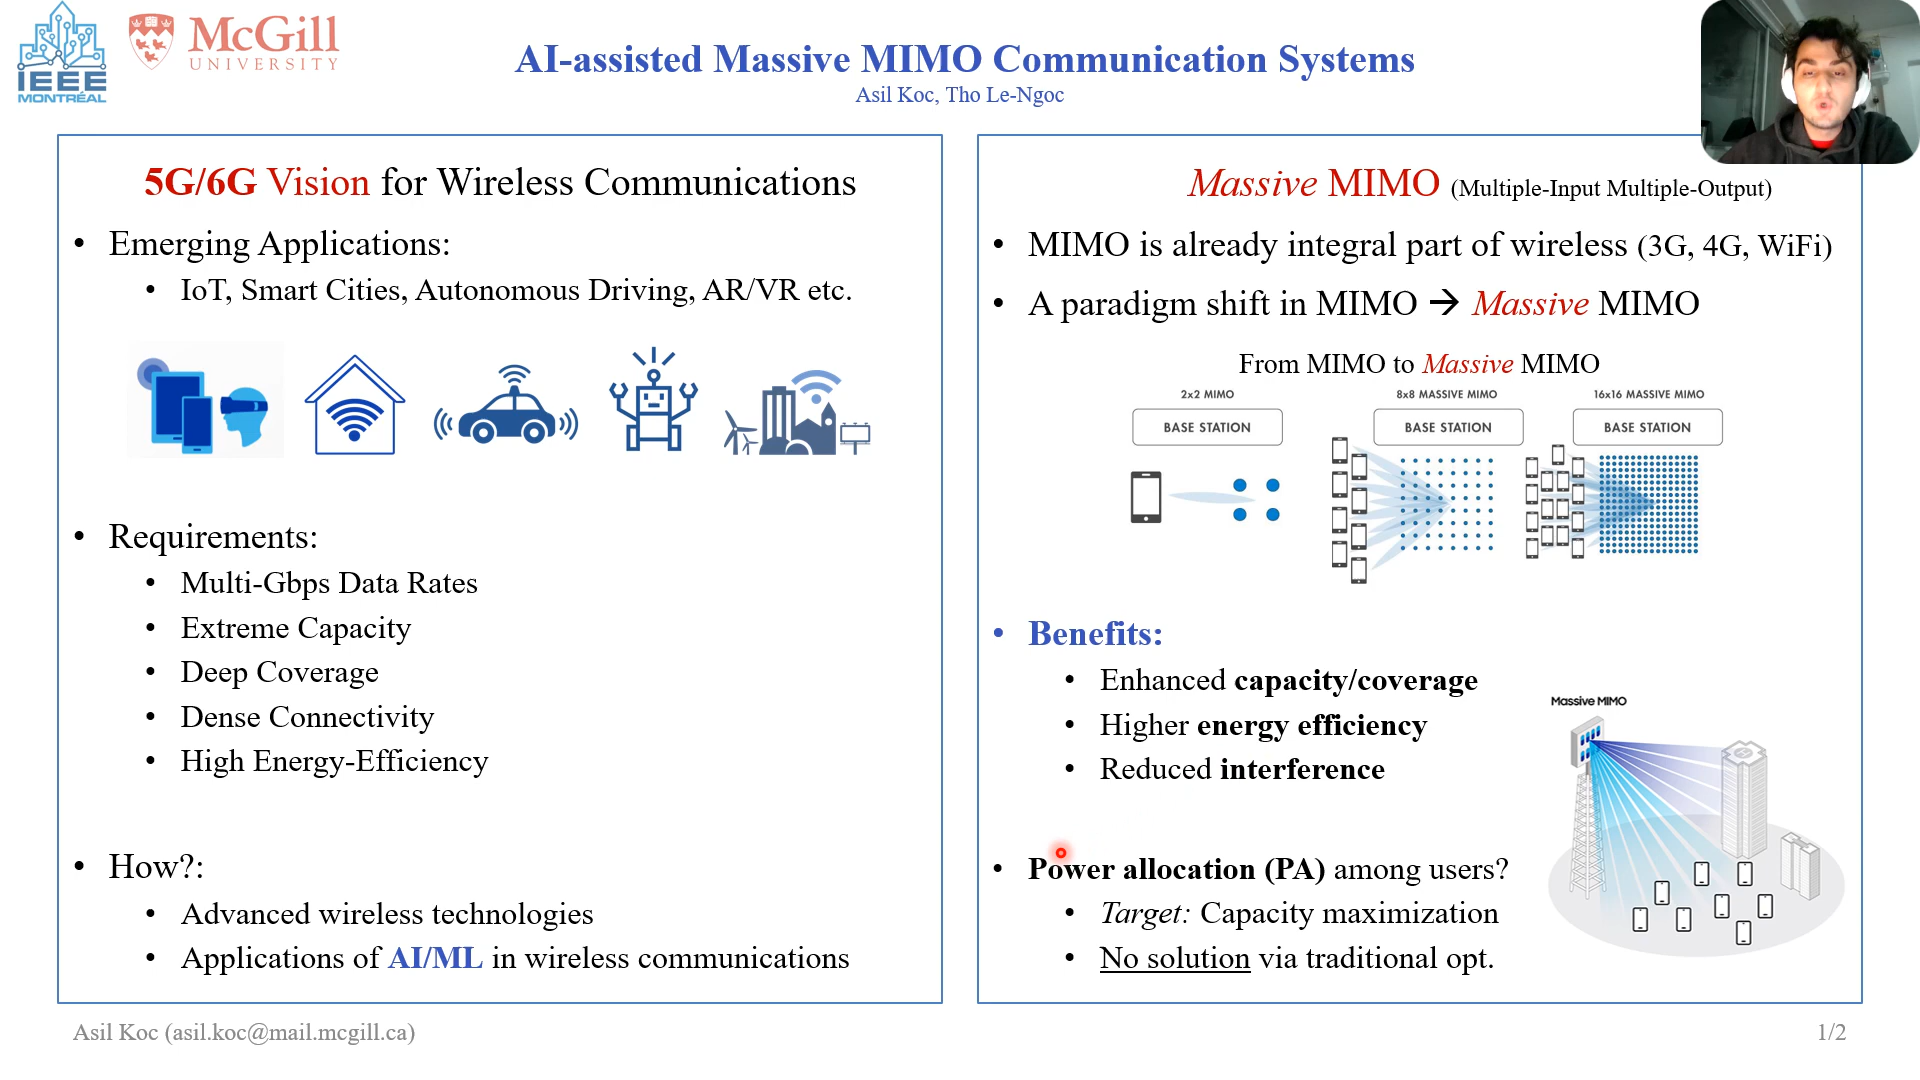 IEEE
MONTRÉAL
McGill
UNIVERSITY
AI-assisted Massive MIMO Communication Systems
Asil Koc, Tho Le-Ngoc
5G/6G Vision for Wireless Communications
• Emerging Applications:
• IoT, Smart Cities, Autonomous Driving, AR/VR etc.
• Requirements:
• Multi-Gbps Data Rates
• Extreme Capacity
• Deep Coverage
• Dense Connectivity
• High Energy-Efficiency
• How?:
• Advanced wireless technologies
• Applications of AI/ML in wireless communications
Massive MIMO (Multiple-Input Multiple-Output)
• MIMO is already integral part of wireless (3G, 4G, WiFi)
• A paradigm shift in MIMO → Massive MIMO
From MIMO to Massive MIMO
2x2 MIMO
BASE STATION
8x8 MASSIVE MIMO
BASE STATION
16x16 MASSIVE MIMO
BASE STATION
• Benefits:
• Enhanced capacity/coverage
• Higher energy efficiency
• Reduced interference
Massive MIMO
• Power allocation (PA) among users?
• Target: Capacity maximization
• No solution via traditional opt.
Asil Koc (asil.koc@mail.mcgill.ca)
1/2